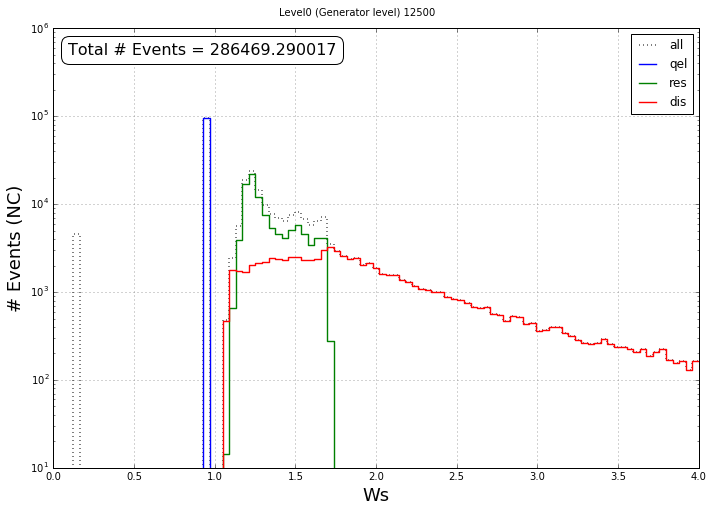 Level0 (Generator level) 12500
Total # Events = 286469.290017
all
qel
res
dis
# Events (NC)
10^6
10^5
10^4
10^3
10^2
10^1
0.0 0.5 1.0 1.5 2.0 2.5 3.0 3.5 4.0
Ws